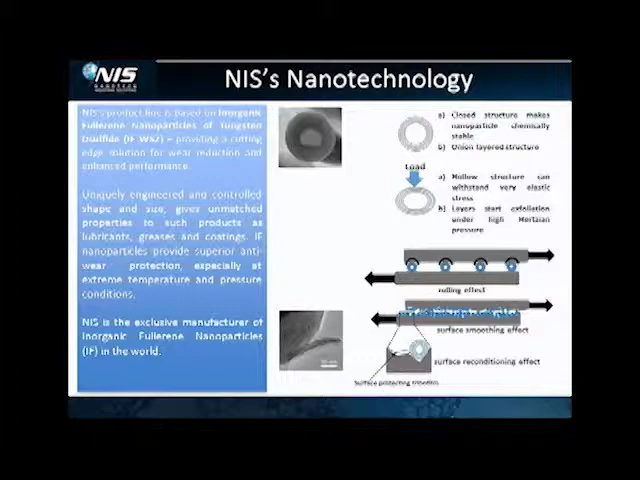 NIS
NIS's Nanotechnology
NIS's product line is based on Inorganic
Fullerene Nanoparticles of Tungsten
Disulfide (IF-WS2) – providing a cutting
edge solution for wear reduction and
enhanced performance.
Uniquely engineered and controlled
shape and size, gives unmatched
properties to such products as
lubricants, greases and coatings. IF
nanoparticles provide superior anti-
wear protection, especially at
extreme temperature and pressure
conditions.
NIS is the exclusive manufacturer of
Inorganic Fullerene Nanoparticles
(IF) in the world.
a) Closed structure makes
nanoparticle chemically
stable
b) Onion layered structure
Load
a) Hollow structure can
withstand very elastic
stress
b) Layers start exfoliation
under high Hertzian
pressure
rolling effect
surface smoothing effect
surface reconditioning effect
Surface protecting tribofilm